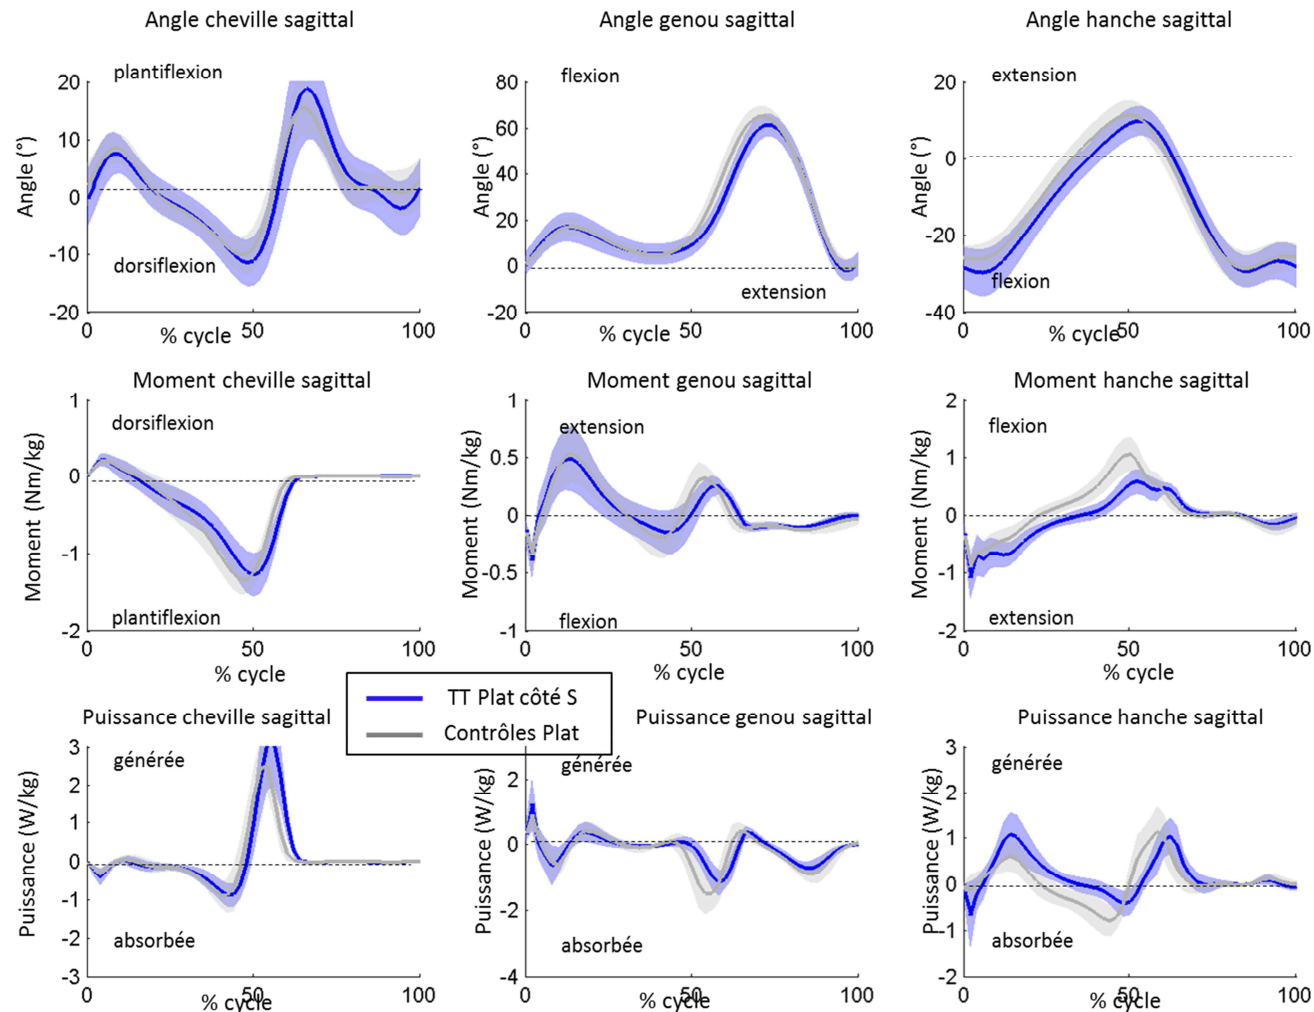 Angle cheville sagittal
Angle genou sagittal
Angle hanche sagittal
plantiflexion
flexion
extension
20
10
0
-10
-20
Angle (°)
dorsiflexion
0
50
100
% cycle
80
60
40
20
0
-20
Angle (°)
extension
0
50
100
% cycle
20
0
-20
-40
Angle (°)
flexion
0
50
100
% cycle
Moment cheville sagittal
Moment genou sagittal
Moment hanche sagittal
1
0
-1
-2
Moment (Nm/kg)
dorsiflexion
plantiflexion
0
50
100
% cycle
1
0.5
0
-0.5
-1
Moment (Nm/kg)
extension
flexion
0
50
100
% cycle
2
1
0
-1
-2
Moment (Nm/kg)
flexion
extension
0
50
100
% cycle
TT Plat côté S
Contrôles Plat
Puissance cheville sagittal
Puissance genou sagittal
Puissance hanche sagittal
3
2
1
0
-1
-2
-3
Puissance (W/kg)
générée
absorbée
0
50
100
% cycle
2
0
-2
-4
Puissance (W/kg)
générée
absorbée
0
50
100
% cycle
3
2
1
0
-1
-2
Puissance (W/kg)
générée
absorbée
0
50
100
% cycle